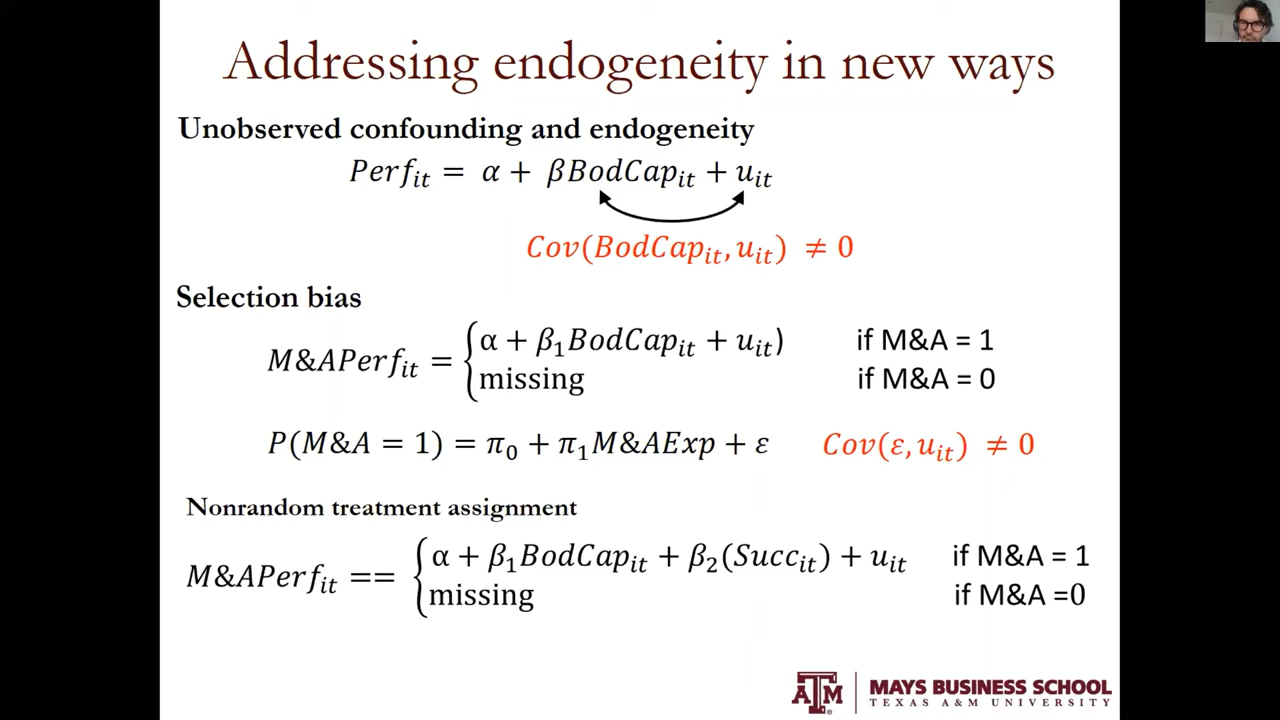 Addressing endogeneity in new ways
Unobserved confounding and endogeneity
Perf_it = α + βBodCap_it + u_it
Cov(BodCap_it, u_it) ≠ 0
Selection bias
M&APerf_it = { α + β_1BodCap_it + u_it) if M&A = 1
missing if M&A = 0
P(M&A = 1) = π_0 + π_1M&AExp + ε Cov(ε, u_it) ≠ 0
Nonrandom treatment assignment
M&APerf_it == { α + β_1BodCap_it + β_2(Succ_it) + u_it if M&A = 1
missing if M&A =0
ATM
MAYS BUSINESS SCHOOL
TEXAS A&M UNIVERSITY